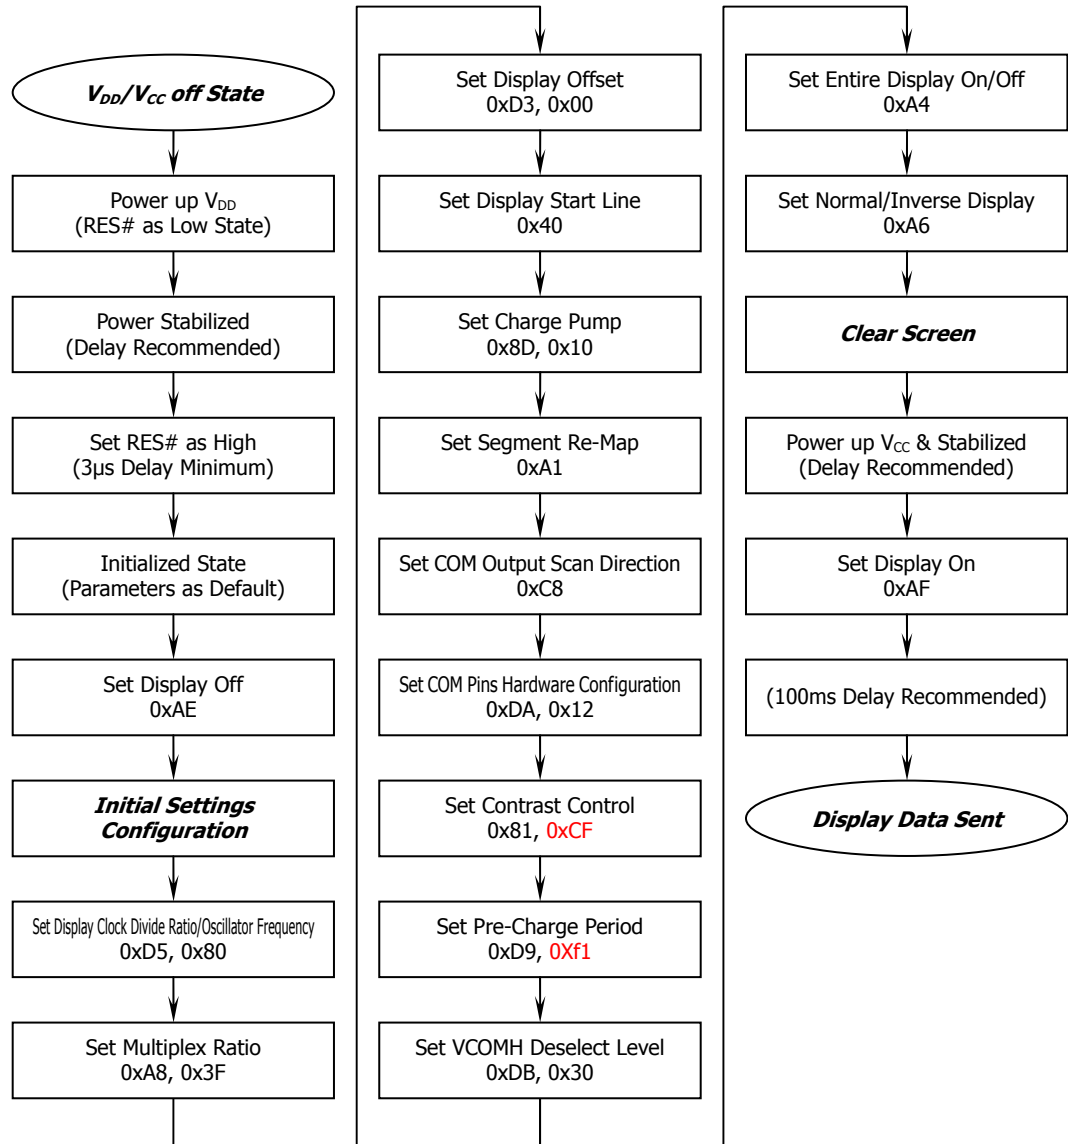 V_DD/V_CC off State
Power up V_DD
(RES# as Low State)
Power Stabilized
(Delay Recommended)
Set RES# as High
(3μs Delay Minimum)
Initialized State
(Parameters as Default)
Set Display Off
0xAE
Initial Settings
Configuration
Set Display Clock Divide Ratio/Oscillator Frequency
0xD5, 0x80
Set Multiplex Ratio
0xA8, 0x3F
Set Display Offset
0xD3, 0x00
Set Display Start Line
0x40
Set Charge Pump
0x8D, 0x10
Set Segment Re-Map
0xA1
Set COM Output Scan Direction
0xC8
Set COM Pins Hardware Configuration
0xDA, 0x12
Set Contrast Control
0x81, 0xCF
Set Pre-Charge Period
0xD9, 0Xf1
Set VCOMH Deselect Level
0xDB, 0x30
Set Entire Display On/Off
0xA4
Set Normal/Inverse Display
0xA6
Clear Screen
Power up V_CC & Stabilized
(Delay Recommended)
Set Display On
0xAF
(100ms Delay Recommended)
Display Data Sent